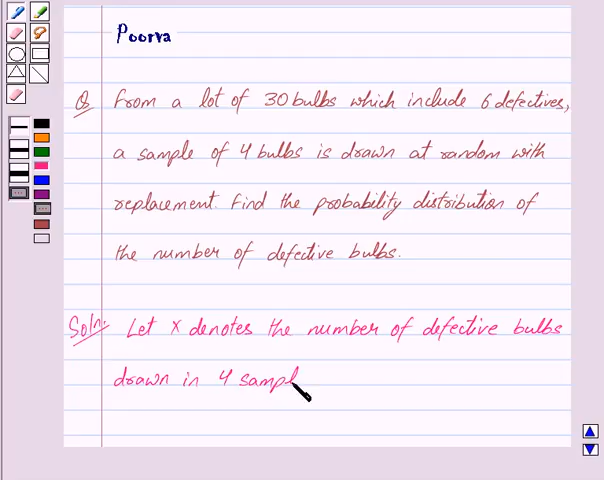 Poorva
Q From a lot of 30 bulbs which include 6 defectives,
a sample of 4 bulbs is drawn at random with
replacement. Find the probability distribution of
the number of defective bulbs.
Soln. Let X denotes the number of defective bulbs
drawn in 4 sampl